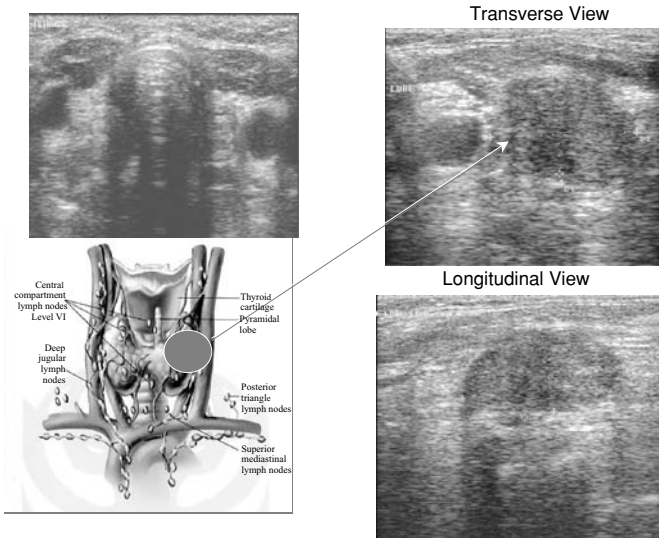 Transverse View
Central
compartment
lymph nodes
Level VI
Deep
jugular
lymph
nodes
Thyroid
cartilage
Pyramidal
lobe
Posterior
triangle
lymph nodes
Superior
mediastinal
lymph nodes
Longitudinal View